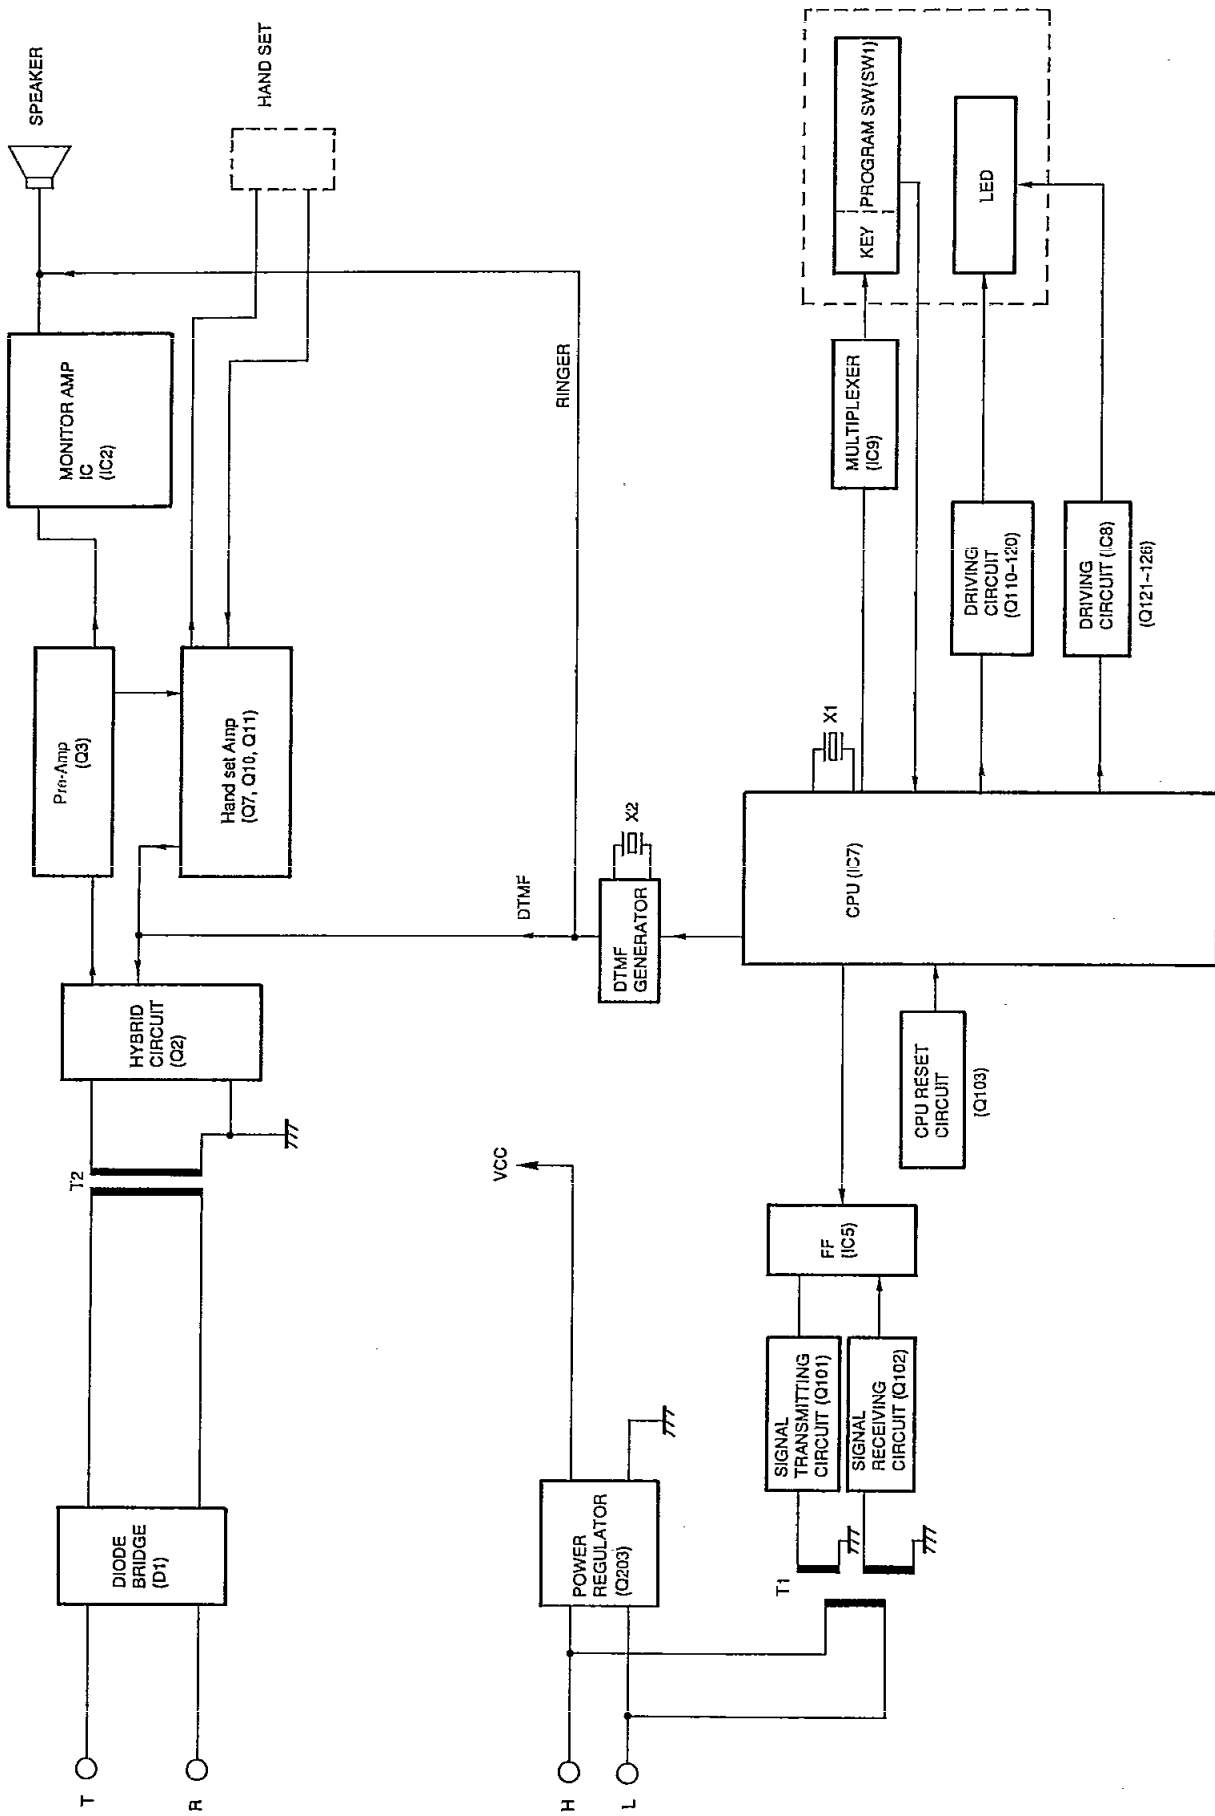 T
R
DIODE
BRIDGE
(D1)
T2
HYBRID
CIRCUIT
(Q2)
Pre-Amp
(Q3)
Hand set Amp
(Q7, Q10, Q11)
MONITOR AMP
IC
(IC2)
SPEAKER
HAND SET
H
L
POWER
REGULATOR
(Q203)
VCC
DTMF
RINGER
DTMF
GENERATOR
X2
T1
SIGNAL
TRANSMITTING
CIRCUIT (Q101)
SIGNAL
RECEIVING
CIRCUIT (Q102)
FF
(IC5)
CPU RESET
CIRCUIT
(Q103)
CPU (IC7)
X1
MULTIPLEXER
(IC9)
KEY
PROGRAM SW(SW1)
DRIVING
CIRCUIT
(Q110~120)
LED
DRIVING
CIRCUIT (IC8)
(Q121~126)